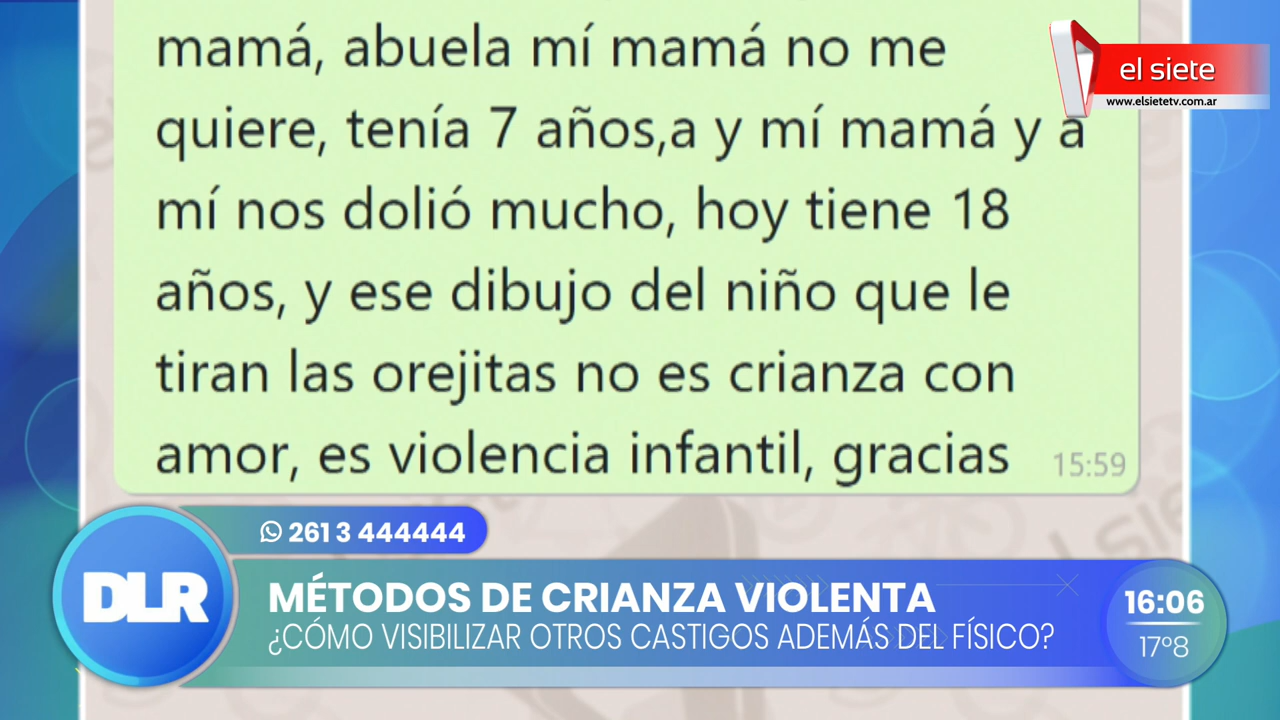 mamá, abuela mí mamá no me
quiere, tenía 7 años,a y mí mamá y a
mí nos dolió mucho, hoy tiene 18
años, y ese dibujo del niño que le
tiran las orejitas no es crianza con
amor, es violencia infantil, gracias
15:59
el siete
www.elsietetv.com.ar
261 3 444444
DLR
MÉTODOS DE CRIANZA VIOLENTA
¿CÓMO VISIBILIZAR OTROS CASTIGOS ADEMÁS DEL FÍSICO?
16:06
17º8